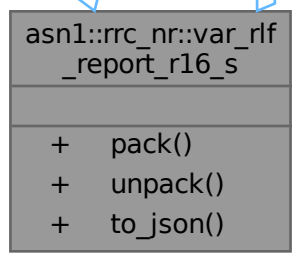 asn1::rrc_nr::var_rlf
_report_r16_s
+ pack()
+ unpack()
+ to_json()